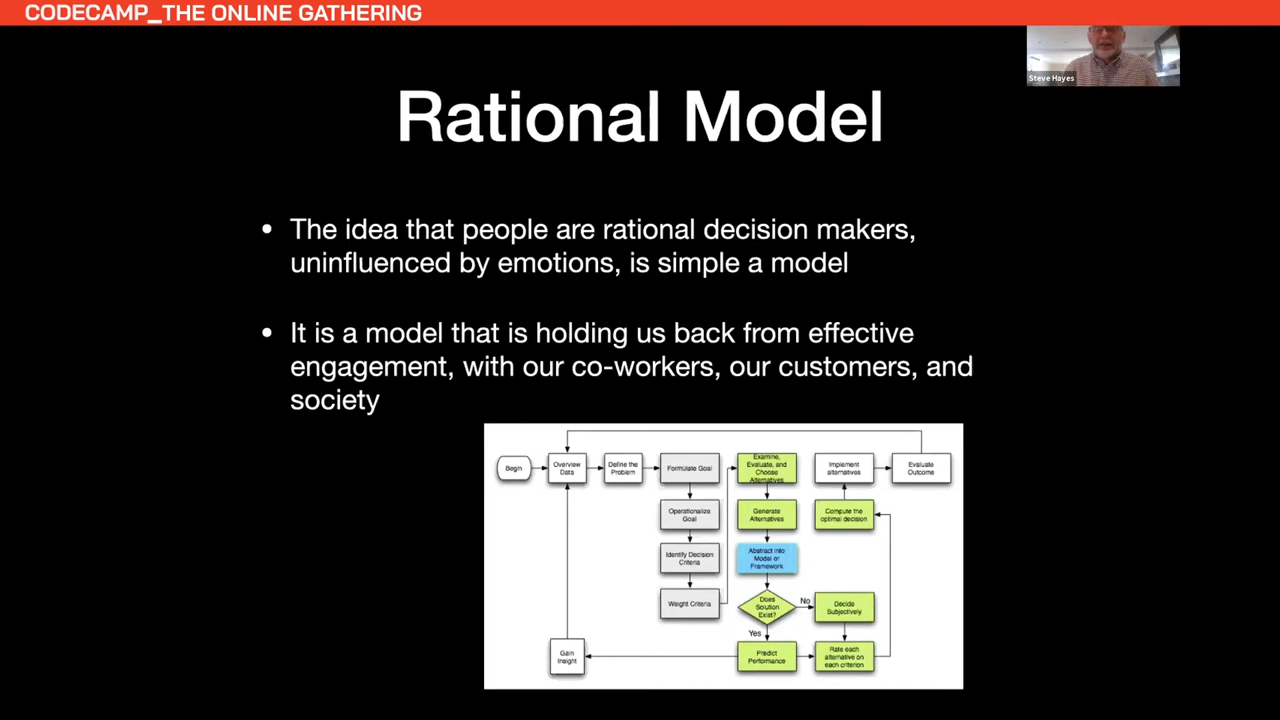 CODECAMP_THE ONLINE GATHERING
Steve Hayes
Rational Model
• The idea that people are rational decision makers,
uninfluenced by emotions, is simple a model
• It is a model that is holding us back from effective
engagement, with our co-workers, our customers, and
society
Begin
Overview
Data
Define the
Problem
Formulate Goal
Operationalize
Goal
Identify Decision
Criteria
Weight Criteria
Examine,
Evaluate, and
Choose
Alternatives
Generate
Alternatives
Abstract into
Model or
Framework
Does
Solution
Exist?
No
Yes
Decide
Subjectively
Predict
Performance
Rate each
alternative on
each criterion
Compute the
optimal decision
Implement
alternatives
Evaluate
Outcome
Gain
Insight